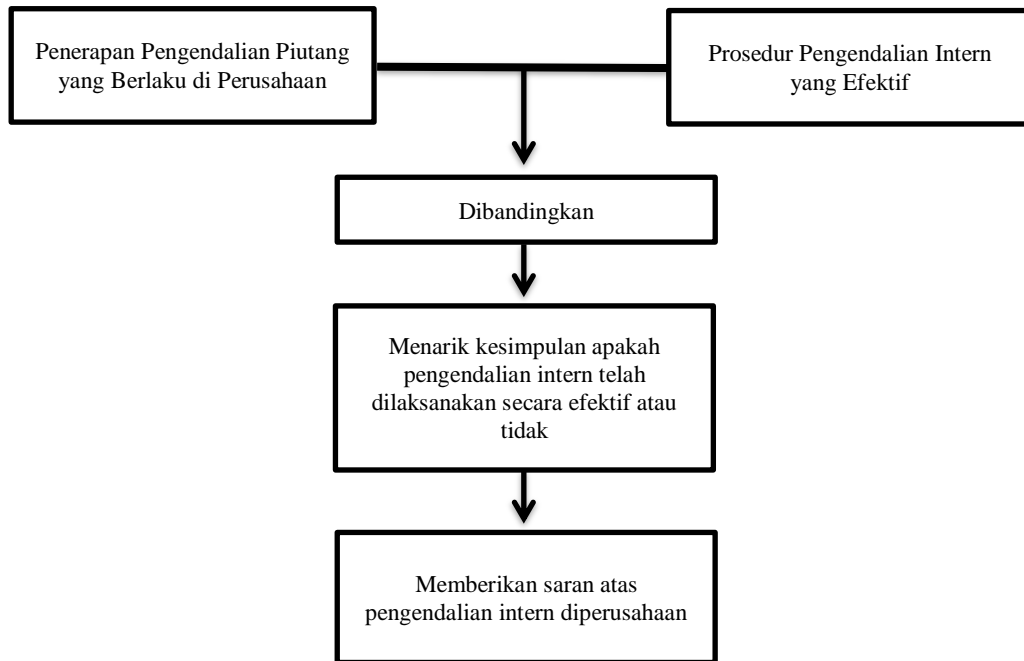 Penerapan Pengendalian Piutang
yang Berlaku di Perusahaan
Prosedur Pengendalian Intern
yang Efektif
Dibandingkan
Menarik kesimpulan apakah
pengendalian intern telah
dilaksanakan secara efektif atau
tidak
Memberikan saran atas
pengendalian intern diperusahaan